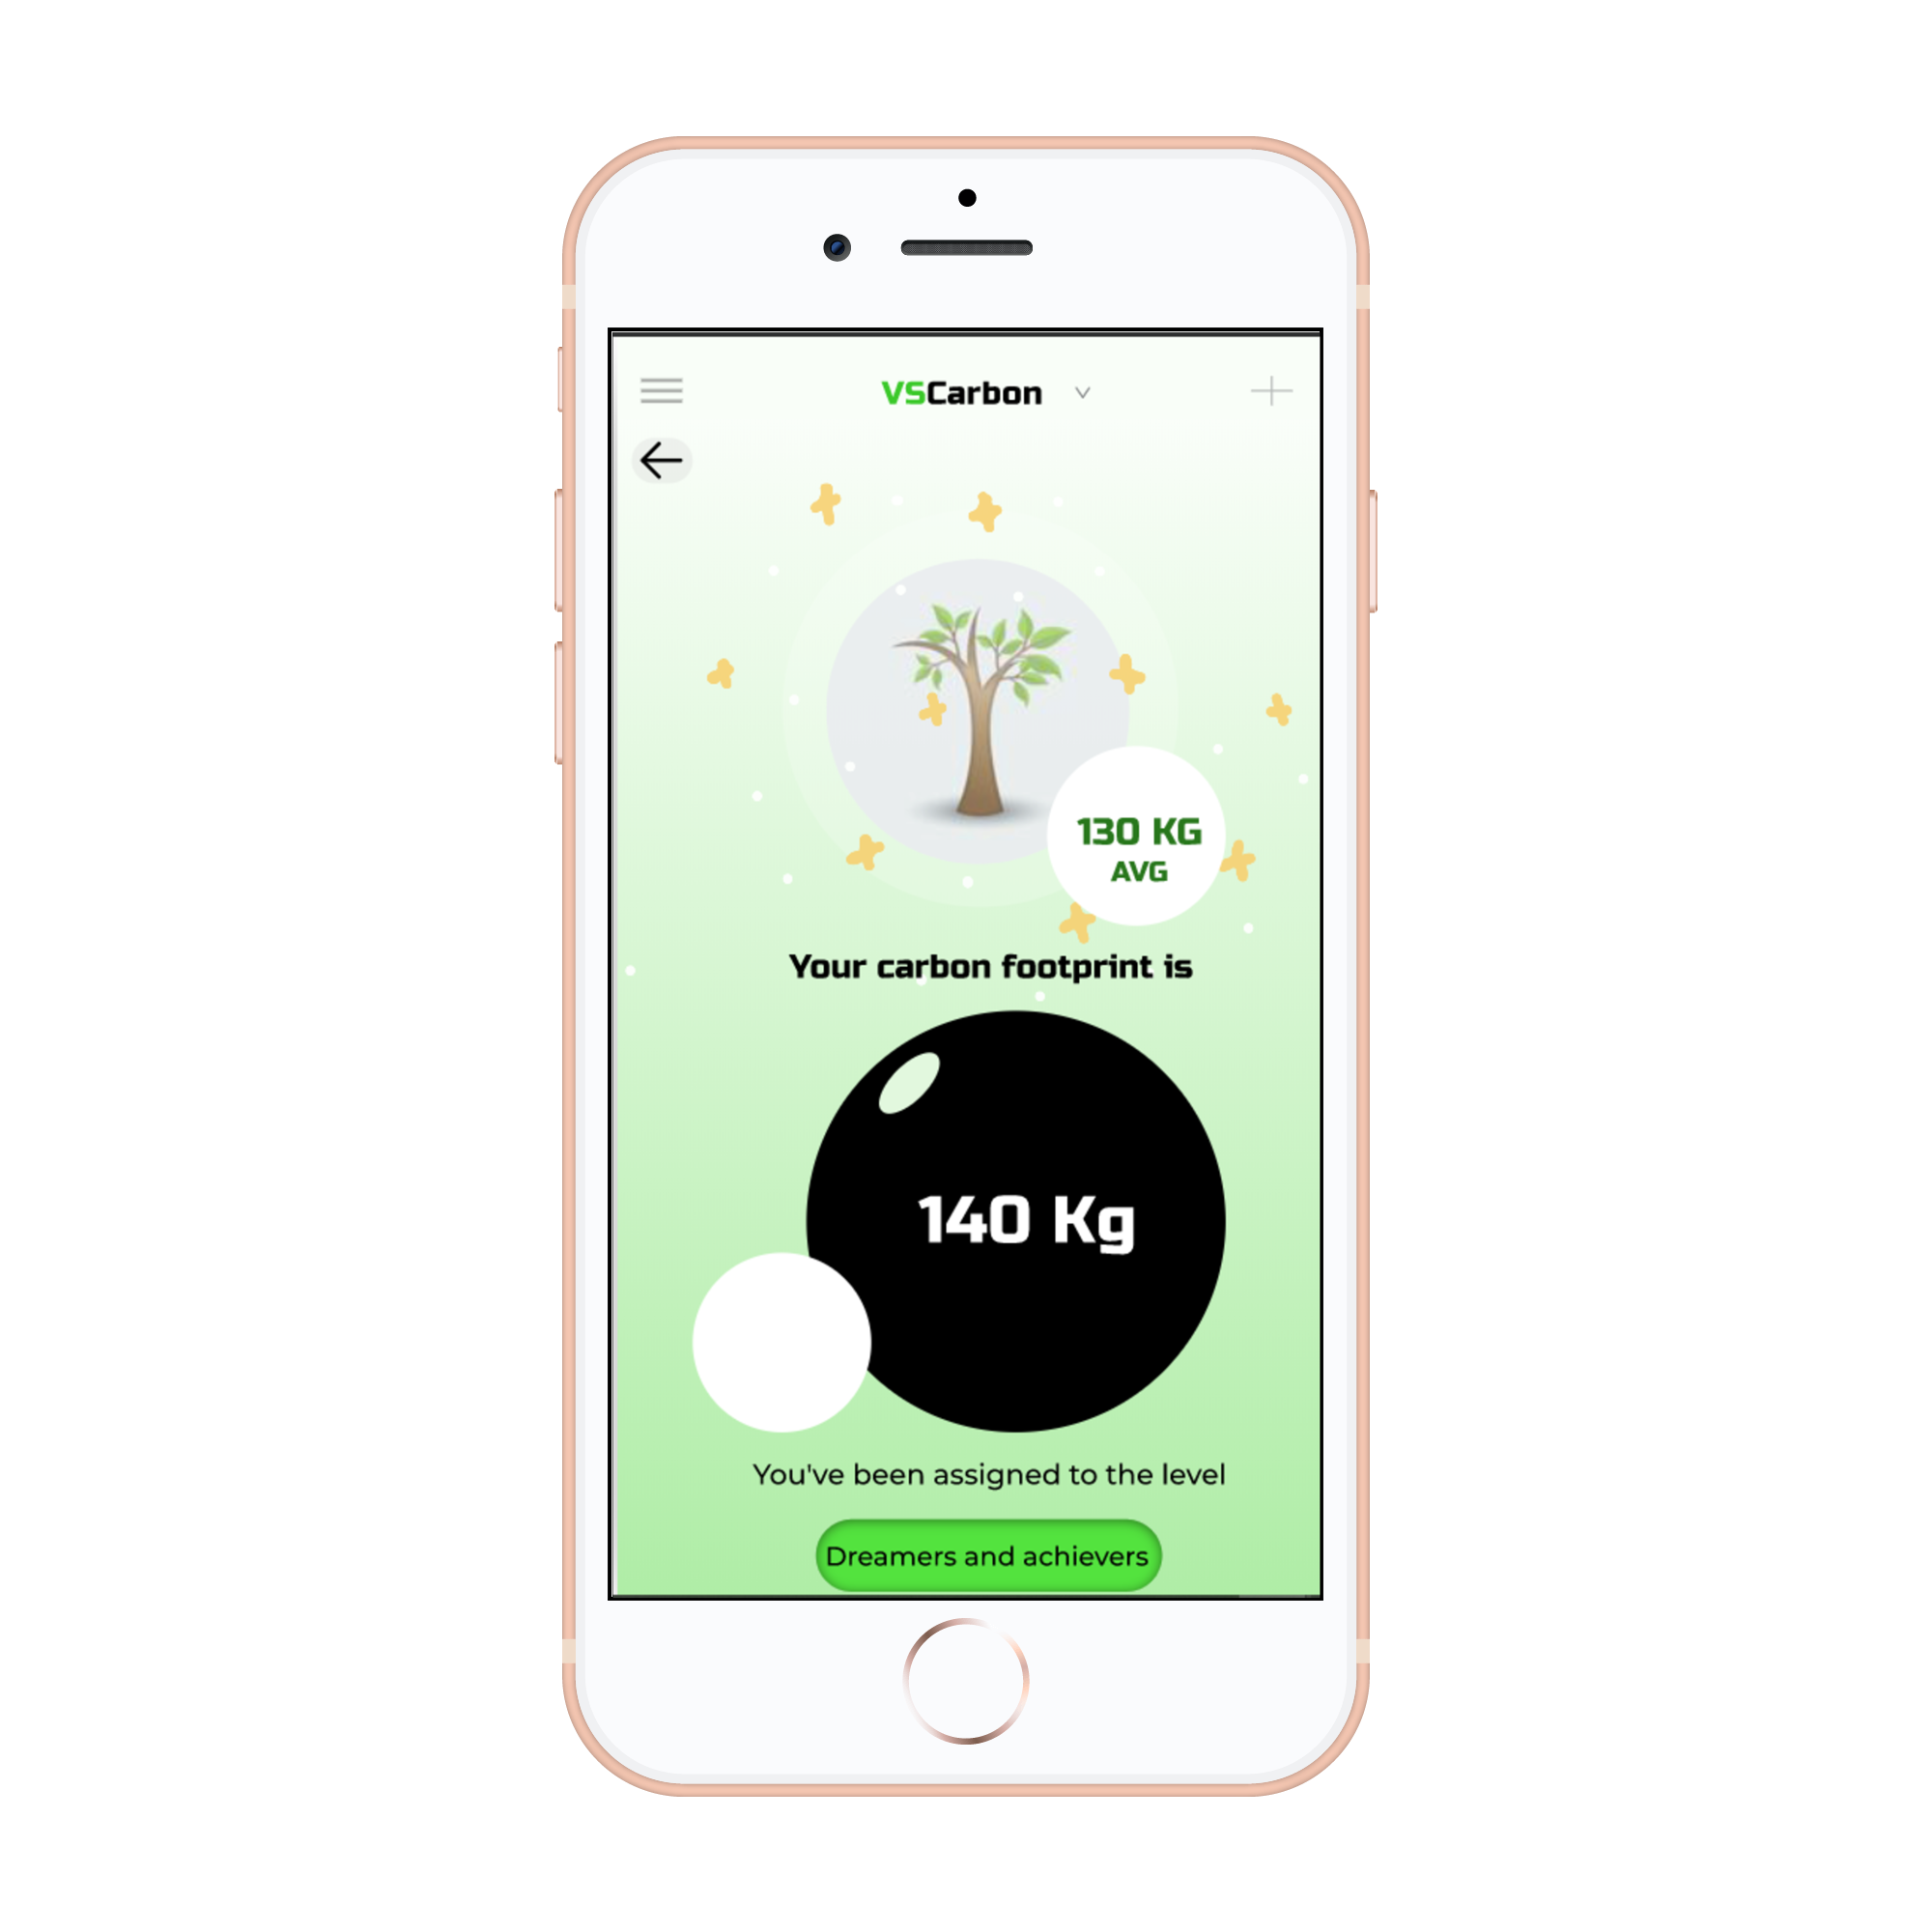 VSCarbon
130 KG
AVG
Your carbon footprint is
140 Kg
You've been assigned to the level
Dreamers and achievers